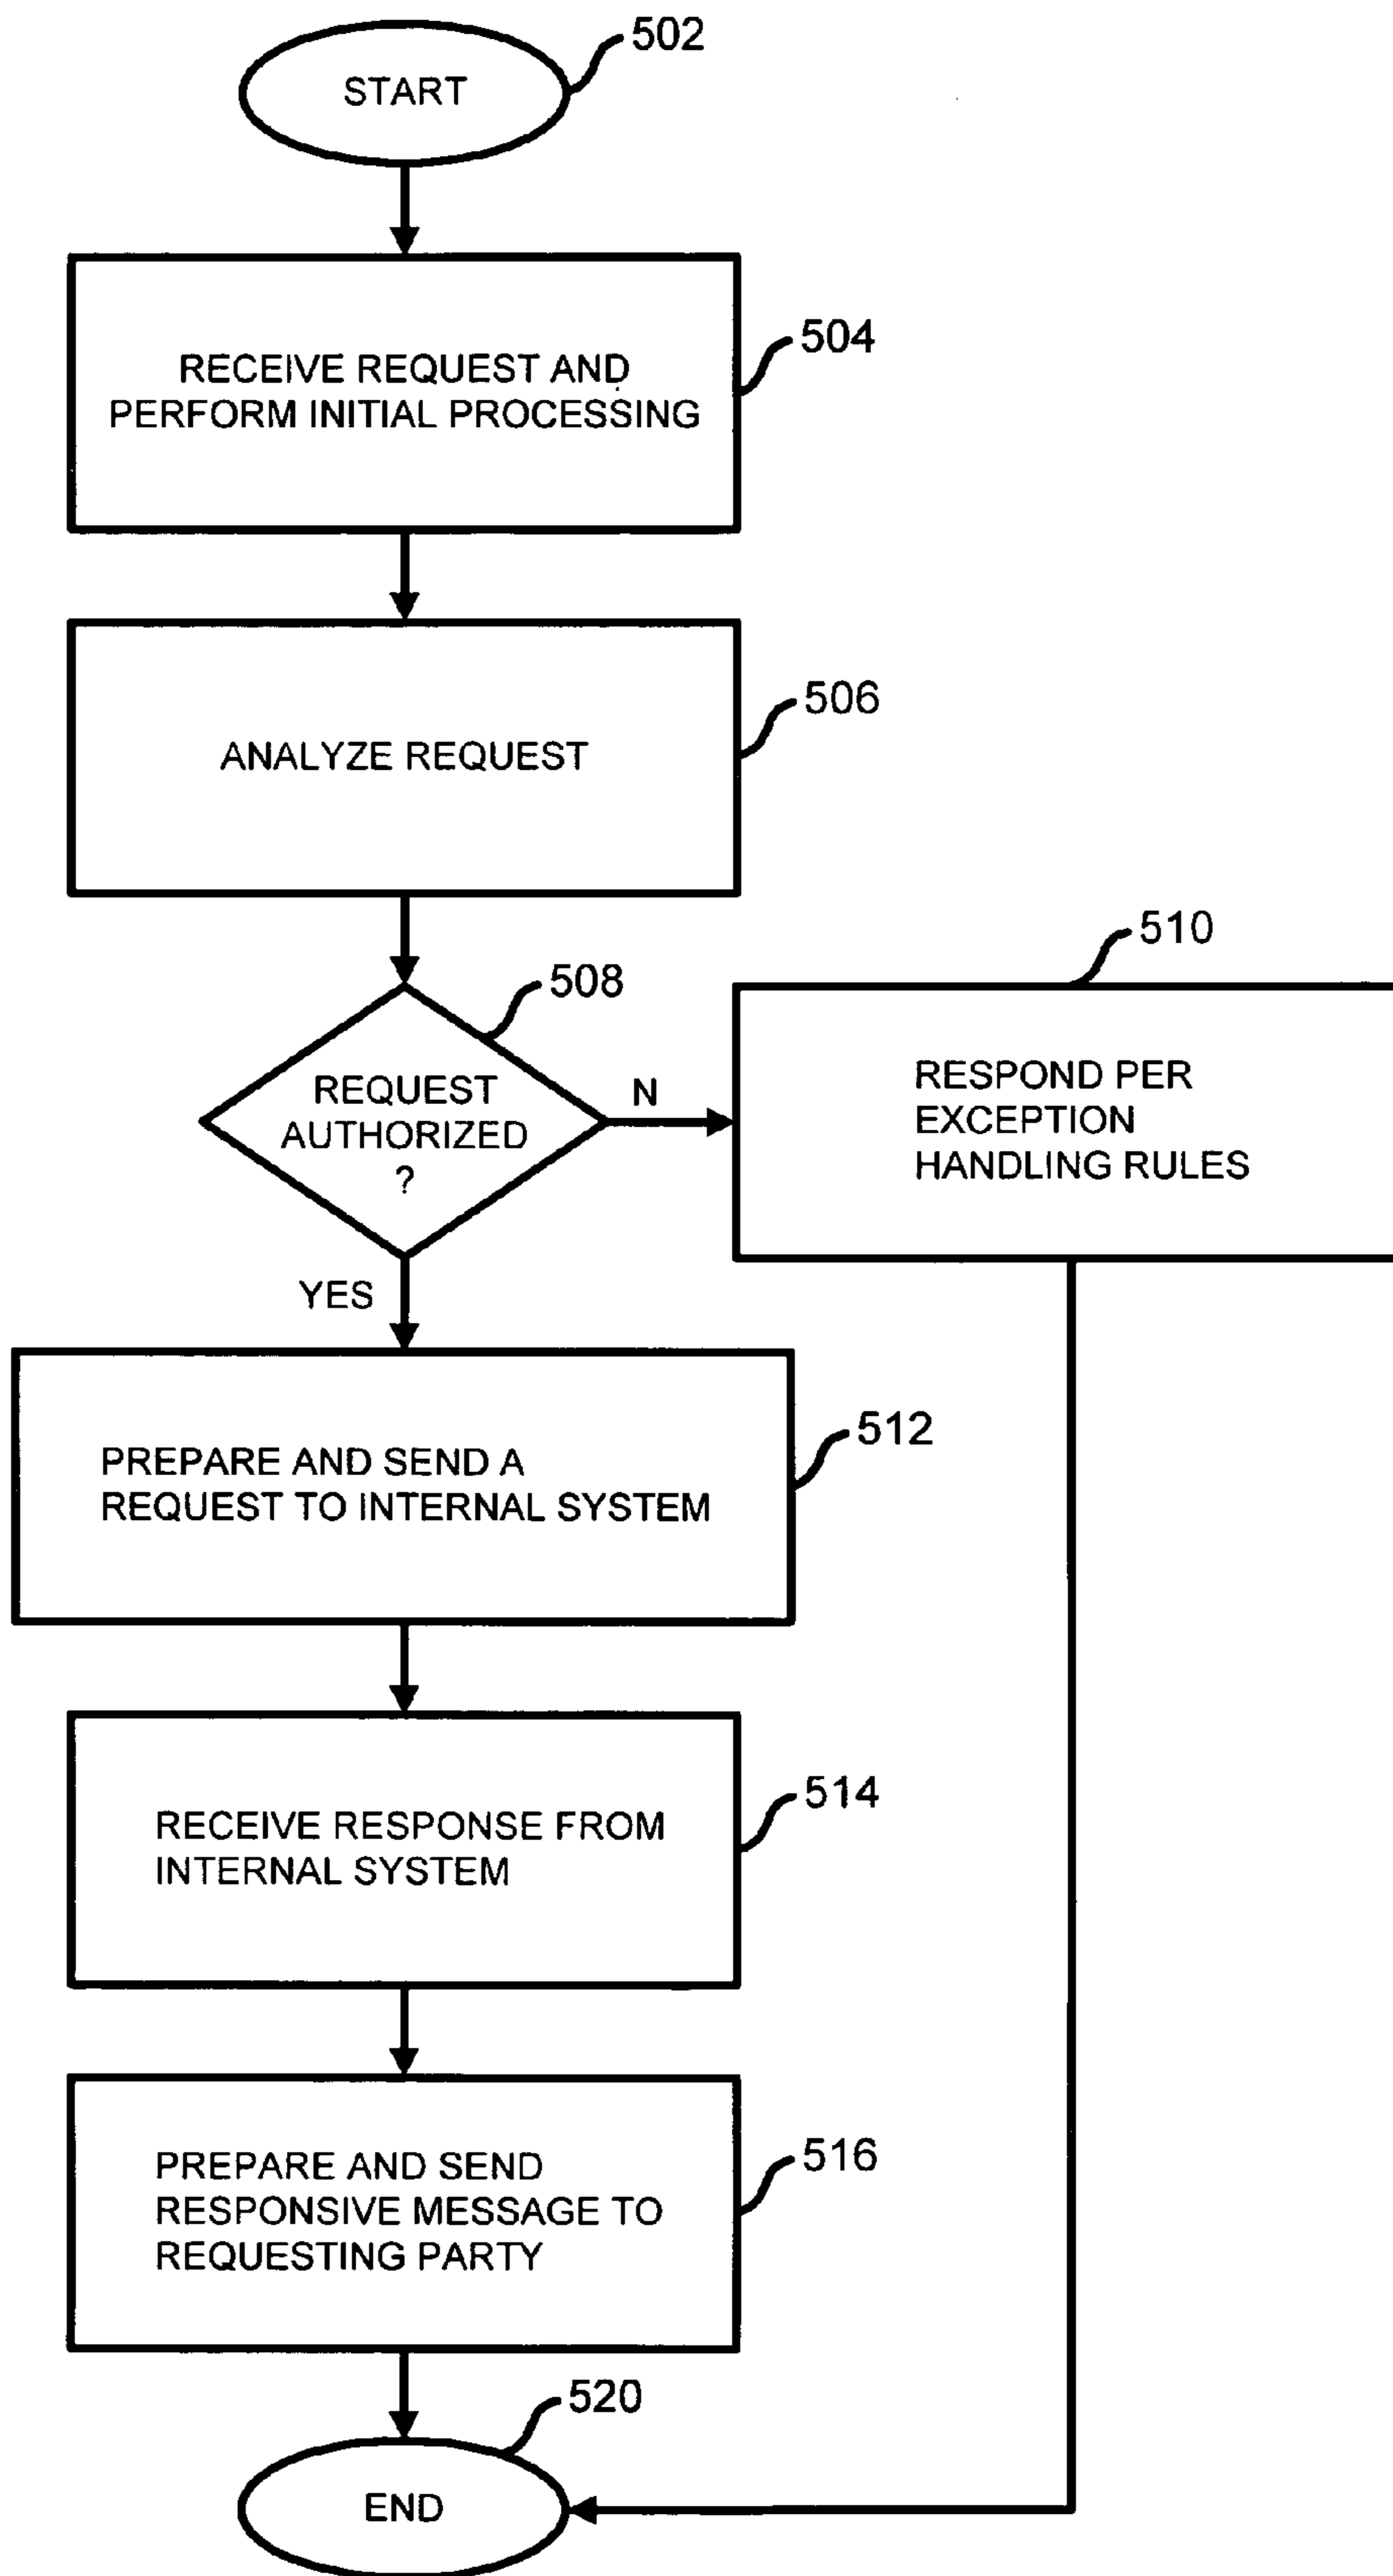 START
502
RECEIVE REQUEST AND
PERFORM INITIAL PROCESSING
504
ANALYZE REQUEST
506
508
REQUEST
AUTHORIZED
?
N
YES
510
RESPOND PER
EXCEPTION
HANDLING RULES
PREPARE AND SEND A
REQUEST TO INTERNAL SYSTEM
512
RECEIVE RESPONSE FROM
INTERNAL SYSTEM
514
PREPARE AND SEND
RESPONSIVE MESSAGE TO
REQUESTING PARTY
516
520
END